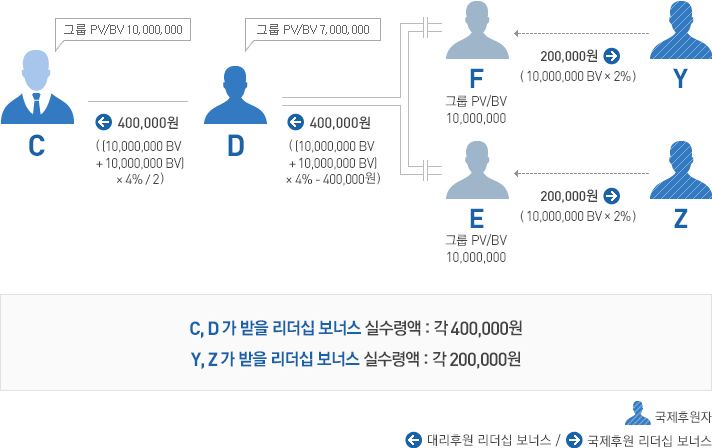 그룹 PV/BV 10,000,000
그룹 PV/BV 7,000,000
C
400,000원
( [10,000,000 BV
+ 10,000,000 BV]
× 4% / 2)
D
400,000원
( [10,000,000 BV
+ 10,000,000 BV]
× 4% - 400,000원)
F
그룹 PV/BV
10,000,000
200,000원
( 10,000,000 BV × 2%)
Y
E
그룹 PV/BV
10,000,000
200,000원
( 10,000,000 BV × 2%)
Z
C, D 가 받을 리더십 보너스 실수령액 : 각 400,000원
Y, Z 가 받을 리더십 보너스 실수령액 : 각 200,000원
국제후원자
대리후원 리더십 보너스 / 국제후원 리더십 보너스